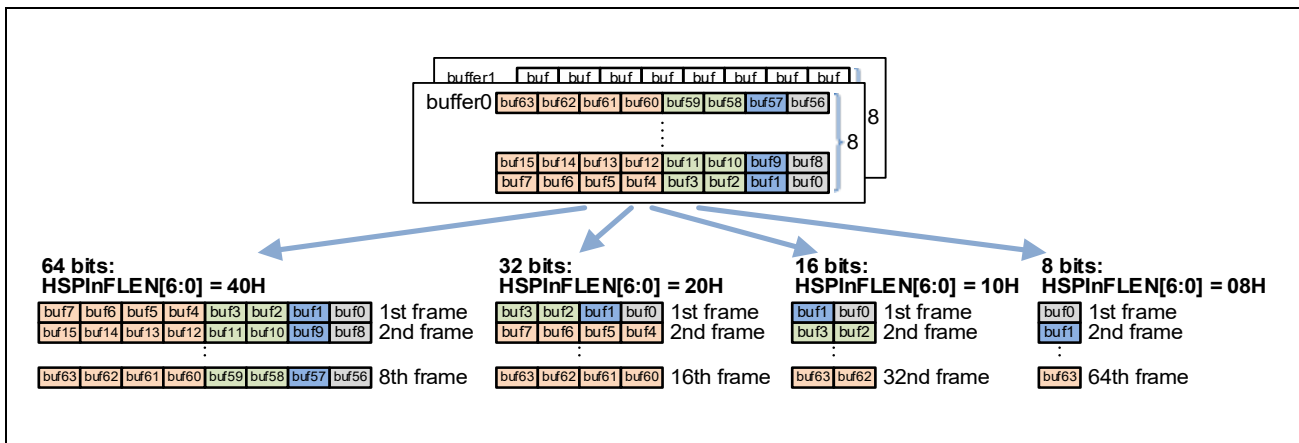 buffer1 buf buf buf buf buf buf buf buf
8
buffer0 buf63 buf62 buf61 buf60 buf59 buf58 buf57 buf56
8
buf15 buf14 buf13 buf12 buf11 buf10 buf9 buf8
buf7 buf6 buf5 buf4 buf3 buf2 buf1 buf0
64 bits:
HSPInFLEN[6:0] = 40H
buf7 buf6 buf5 buf4 buf3 buf2 buf1 buf0 1st frame
buf15 buf14 buf13 buf12 buf11 buf10 buf9 buf8 2nd frame
buf63 buf62 buf61 buf60 buf59 buf58 buf57 buf56 8th frame
32 bits:
HSPInFLEN[6:0] = 20H
buf3 buf2 buf1 buf0 1st frame
buf7 buf6 buf5 buf4 2nd frame
buf63 buf62 buf61 buf60 16th frame
16 bits:
HSPInFLEN[6:0] = 10H
buf1 buf0 1st frame
buf3 buf2 2nd frame
buf63 buf62 32nd frame
8 bits:
HSPInFLEN[6:0] = 08H
buf0 1st frame
buf1 2nd frame
buf63 64th frame